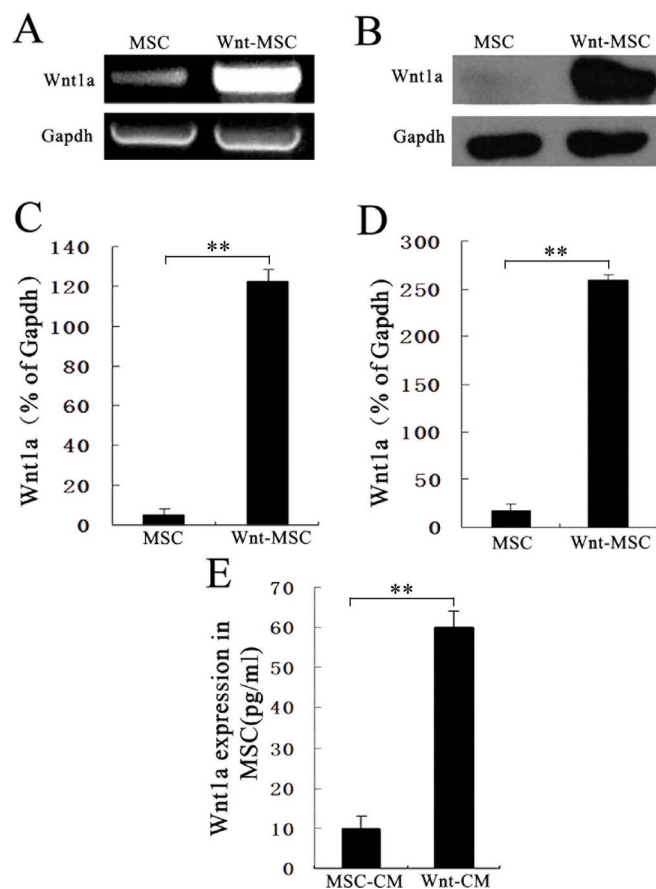 A
MSC Wnt-MSC
Wnt1a
Gapdh
B
MSC Wnt-MSC
Wnt1a
Gapdh
C
Wnt1a (% of Gapdh)
140
120
100
80
60
40
20
0
**
MSC Wnt-MSC
D
Wnt1a (% of Gapdh)
300
250
200
150
100
50
0
**
MSC Wnt-MSC
E
Wnt1a expression in
MSC(pg/ml)
70
60
50
40
30
20
10
0
**
MSC-CM Wnt-CM